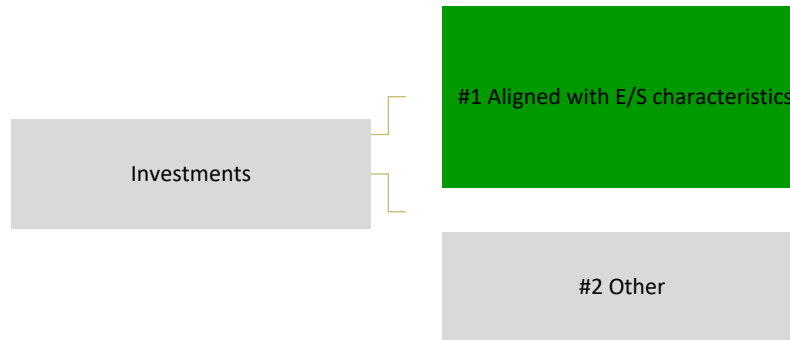 #1 Aligned with E/S characteristics
Investments
#2 Other